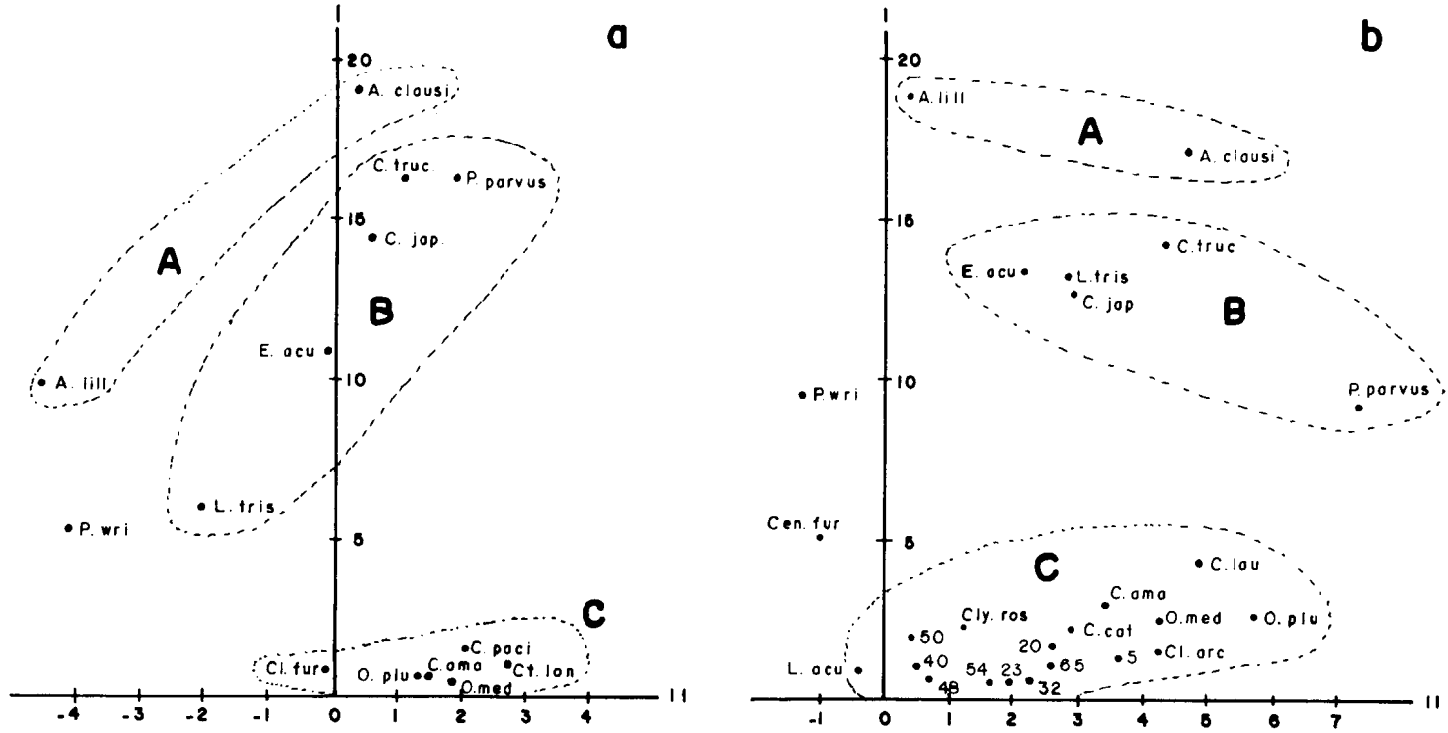 I
a
20
A. clausi
C. truc.
P. parvus
15
C. jap.
A
B
E. acu
10
A. lill
L. tris
P. wri
5
C
C. paci
Cl. fur
O. plu
C. ama
Ct. lan
O. med
II
-4 -3 -2 -1 0 1 2 3 4
I
b
20
A. lill
A
A. clausi
15
C. truc
E. acu
L. tris
C. jap
B
10
P. wri
P. parvus
Cen. fur
5
C
C. lau
C. ama
Cly. ros
O. med
O. plu
50
C. cat
20
Cl. arc
L. acu
40
54
23
65
5
48
32
II
-1 0 1 2 3 4 5 6 7